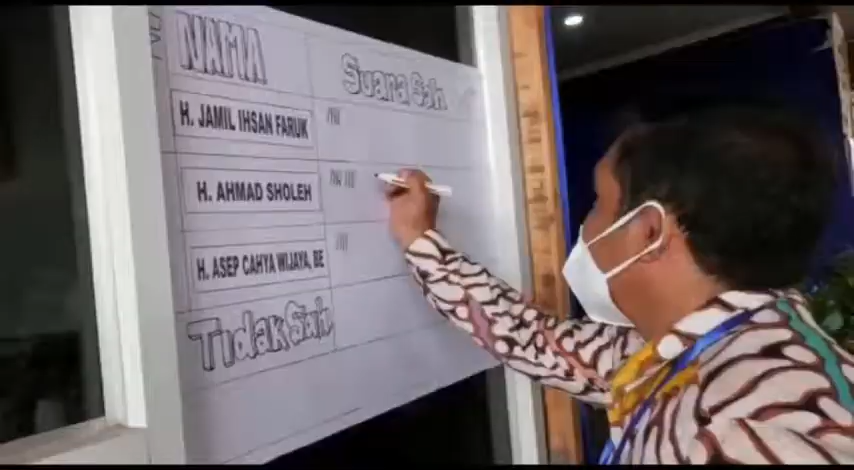 NAMA
Suara Sah
H. JAMIL IHSAN FARUK
H. AHMAD SHOLEH
H. ASEP CAHYA WIJAYA, BE
Tidak Sah